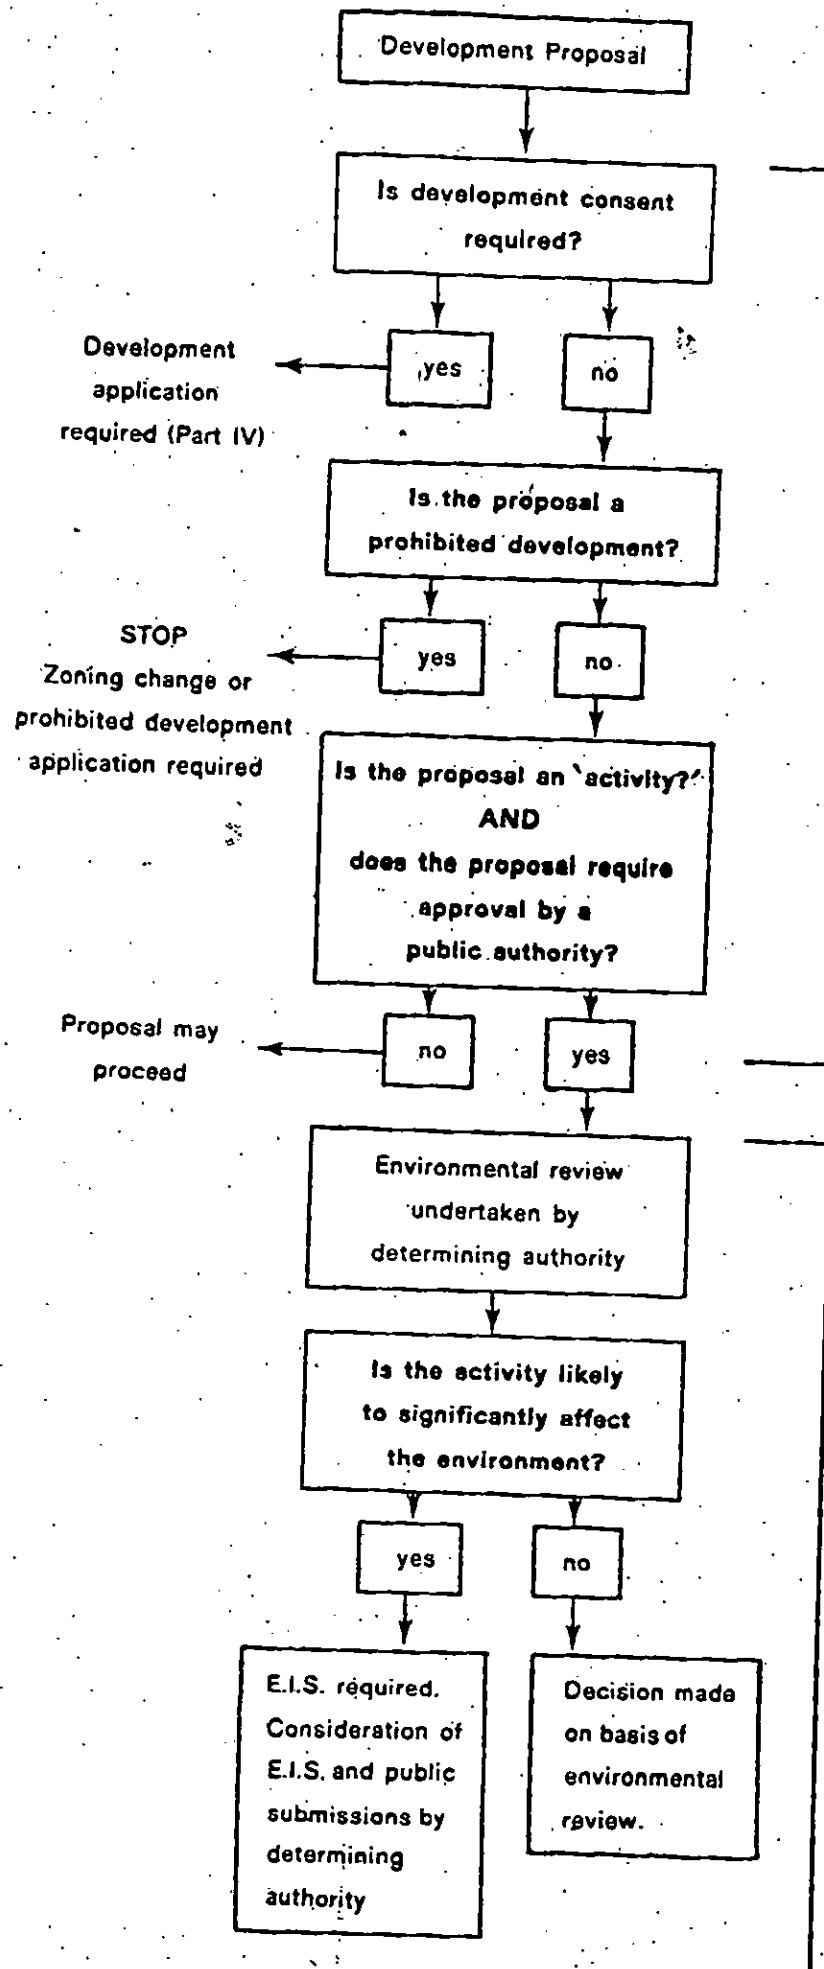 Development Proposal
Is development consent
required?
yes
no
Development
application
required (Part IV)
Is the proposal a
prohibited development?
yes
no
STOP
Zoning change or
prohibited development
application required
Is the proposal an 'activity?'
AND
does the proposal require
approval by a
public authority?
no
yes
Proposal may
proceed
Environmental review
undertaken by
determining authority
Is the activity likely
to significantly affect
the environment?
yes
no
E.I.S. required.
Consideration of
E.I.S. and public
submissions by
determining
authority
Decision made
on basis of
environmental
review.